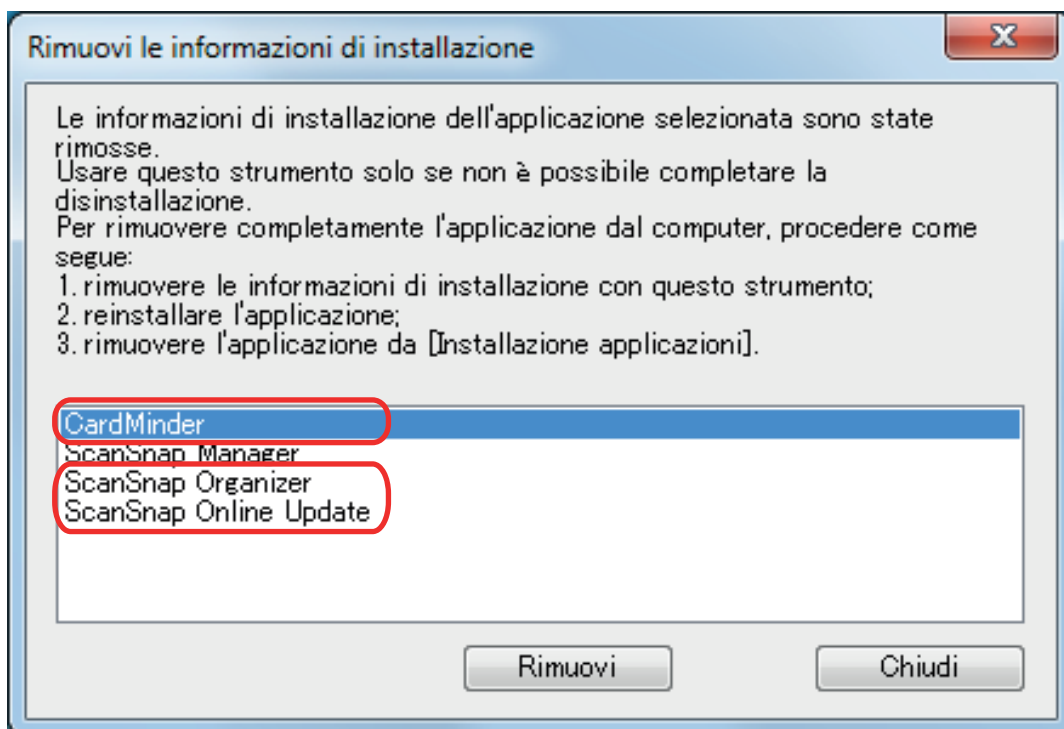 Rimuovi le informazioni di installazione
Le informazioni di installazione dell'applicazione selezionata sono state
rimosse.
Usare questo strumento solo se non è possibile completare la
disinstallazione.
Per rimuovere completamente l'applicazione dal computer, procedere come
segue:
1. rimuovere le informazioni di installazione con questo strumento;
2. reinstallare l'applicazione;
3. rimuovere l'applicazione da [Installazione applicazioni].
CardMinder
ScanSnap Manager
ScanSnap Organizer
ScanSnap Online Update
Rimuovi Chiudi